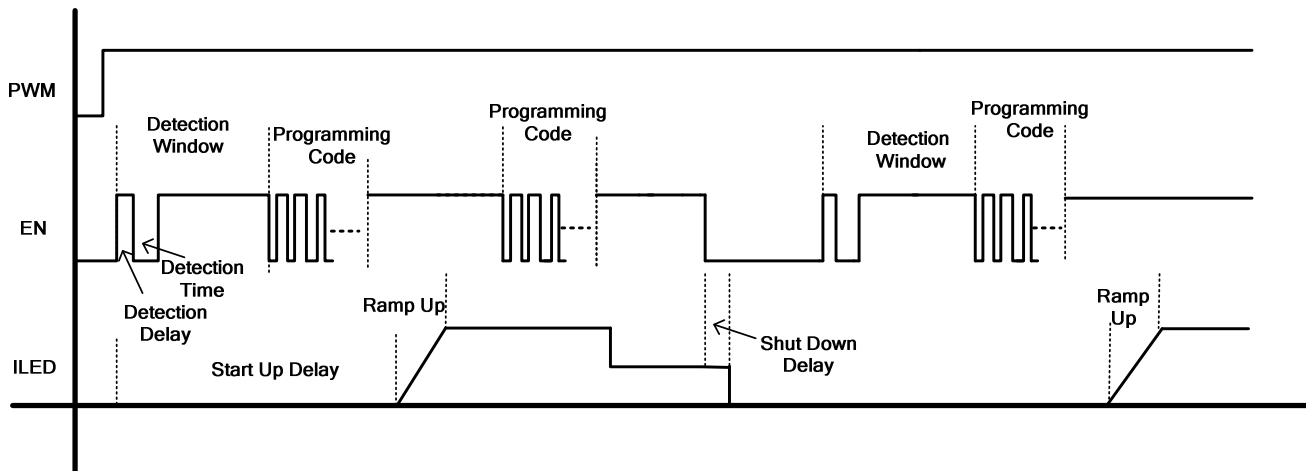 PWM
Detection
Window
Programming
Code
Programming
Code
Detection
Window
Programming
Code
EN
Detection
Time
Detection
Delay
Ramp Up
Ramp
Up
Shut Down
Delay
ILED
Start Up Delay